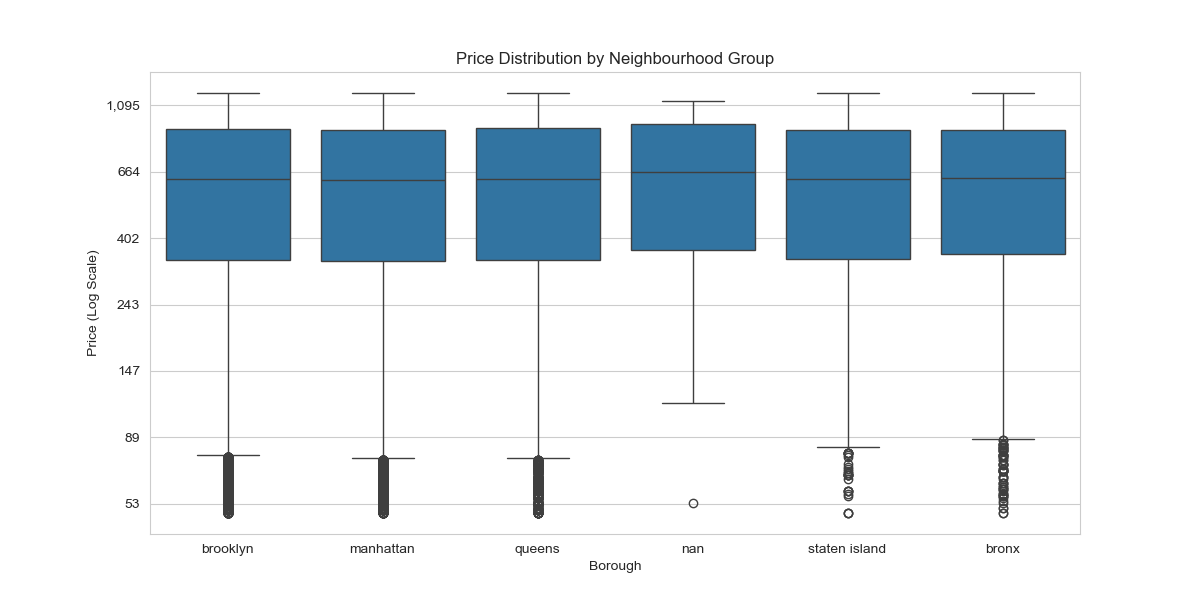 Price Distribution by Neighbourhood Group
Price (Log Scale)
1,095
664
402
243
147
89
53
brooklyn manhattan queens nan staten island bronx
Borough